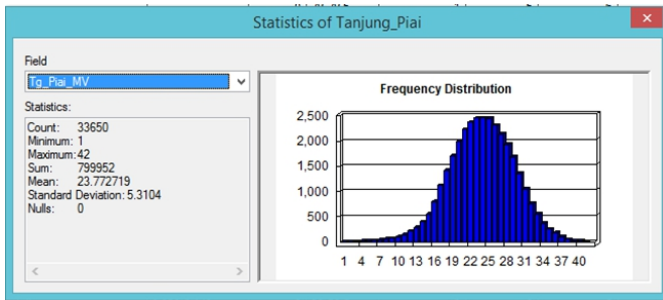 Statistics of Tanjung_Piai
Field
Tg_Piai_MV
Statistics:
Count: 33650
Minimum: 1
Maximum: 42
Sum: 799952
Mean: 23.772719
Standard Deviation: 5.3104
Nulls: 0
Frequency Distribution
2,500
2,000
1,500
1,000
500
0
1 4 7 10 13 16 19 22 25 28 31 34 37 40